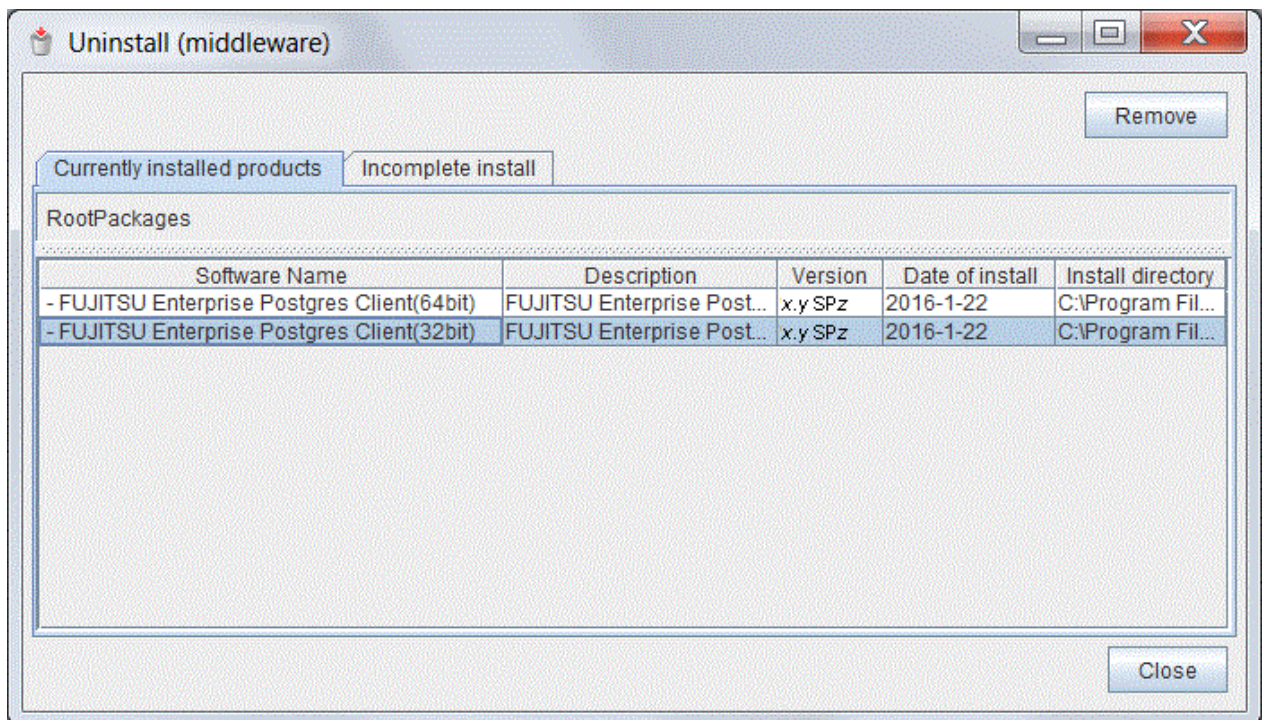 Uninstall (middleware)
Remove
Currently installed products Incomplete install
RootPackages
Software Name Description Version Date of install Install directory
- FUJITSU Enterprise Postgres Client(64bit) FUJITSU Enterprise Post... x.y SPz 2016-1-22 C:\Program Fil...
- FUJITSU Enterprise Postgres Client(32bit) FUJITSU Enterprise Post... x.y SPz 2016-1-22 C:\Program Fil...
Close